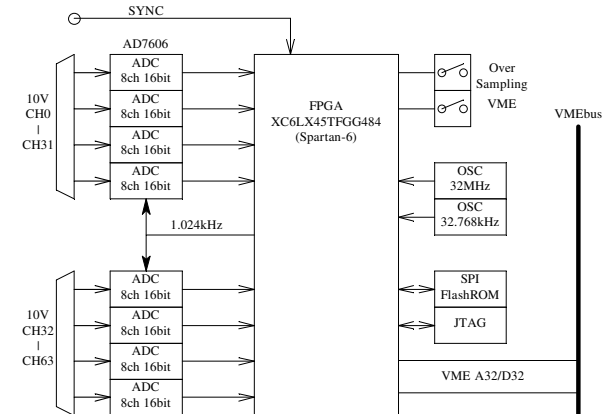 SYNC
AD7606
ADC
8ch 16bit
ADC
8ch 16bit
ADC
8ch 16bit
ADC
8ch 16bit
10V
CH0
|
CH31
1.024kHz
FPGA
XC6LX45TFGG484
(Spartan-6)
Over
Sampling
VME
VMEbus
OSC
32MHz
OSC
32.768kHz
ADC
8ch 16bit
ADC
8ch 16bit
ADC
8ch 16bit
ADC
8ch 16bit
10V
CH32
|
CH63
SPI
FlashROM
JTAG
VME A32/D32